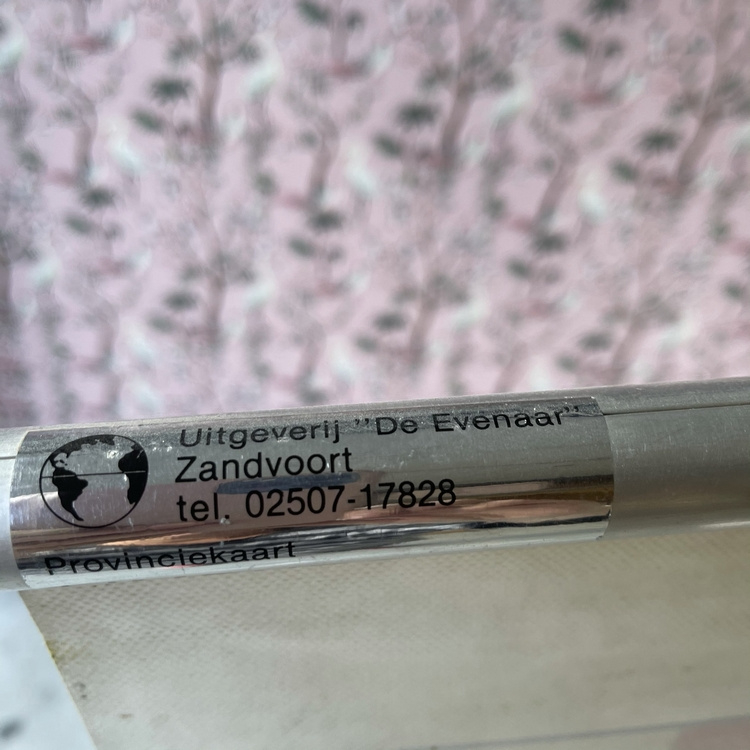 Uitgeverij ”De Evenaar”
Zandvoort
tel. 02507-17828
Provinciekaart